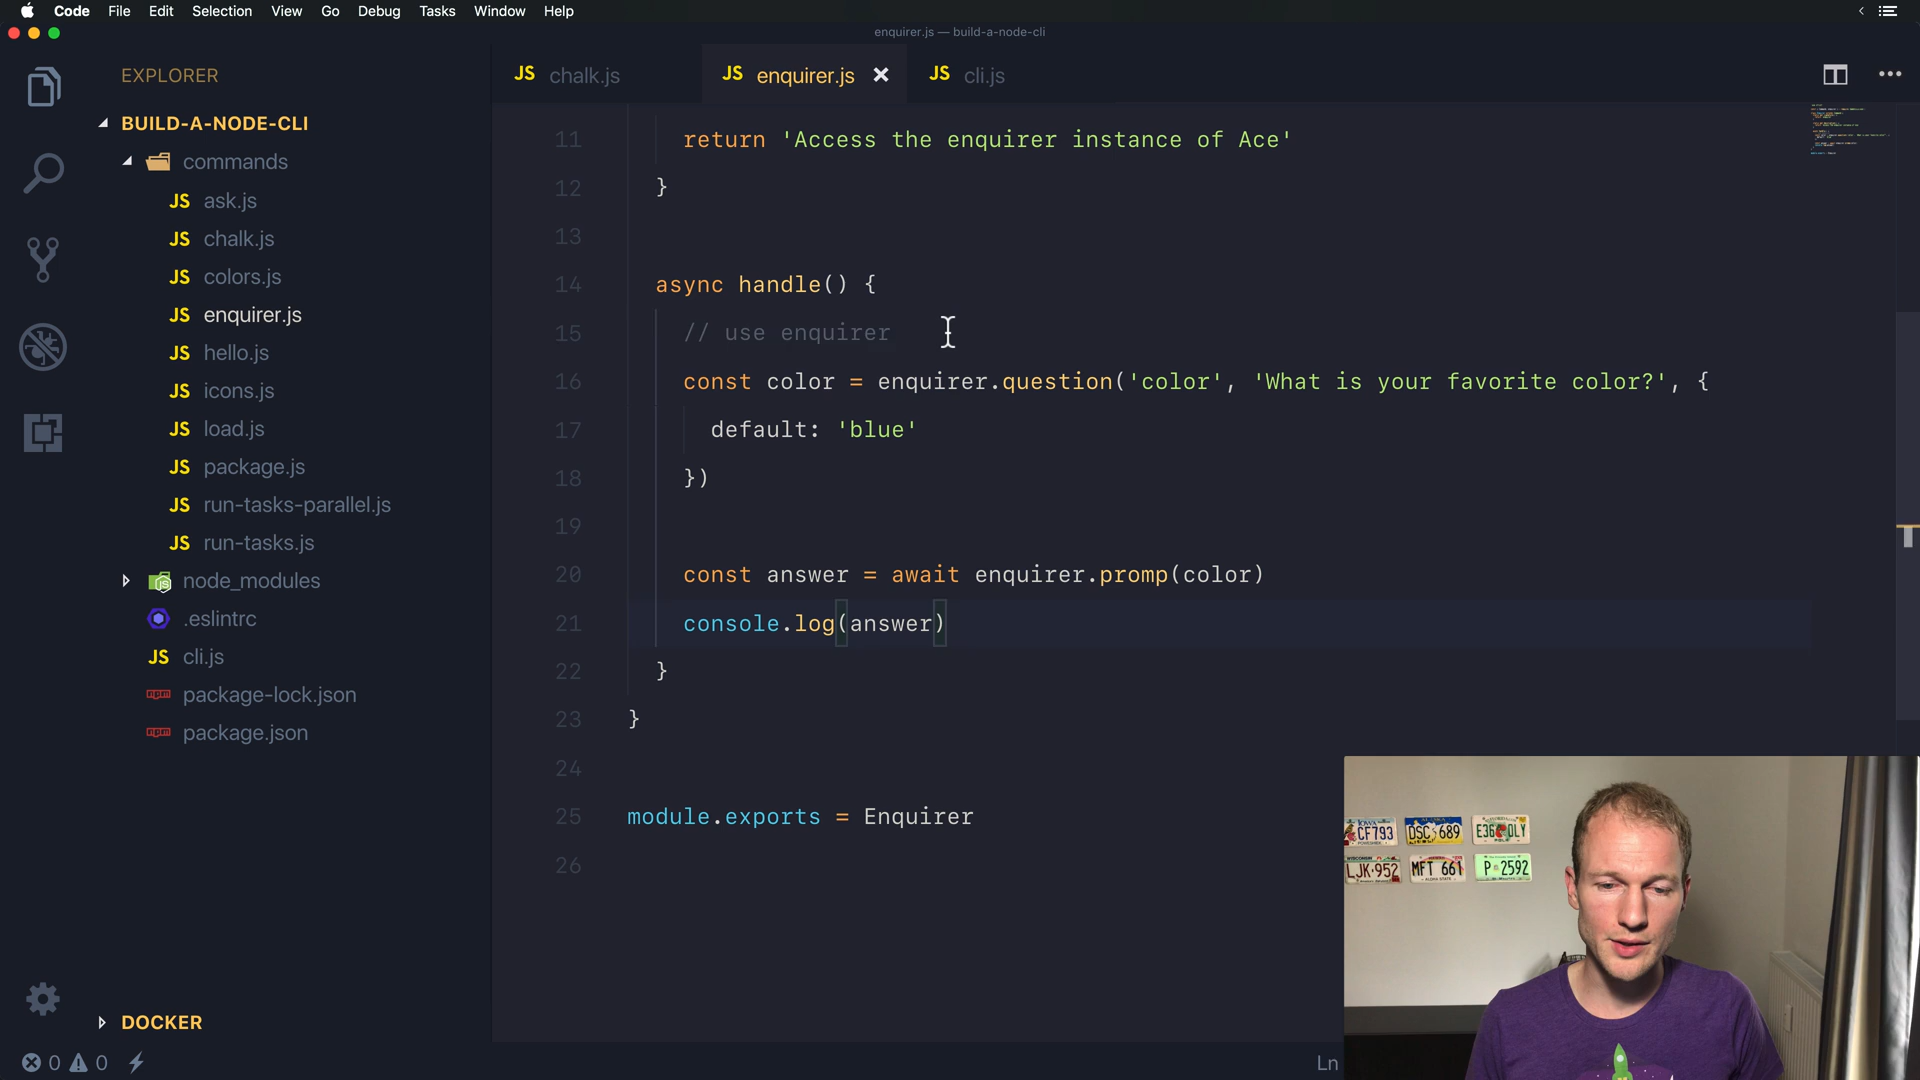 Code File Edit Selection View Go Debug Tasks Window Help
enquirer.js — build-a-node-cli
EXPLORER
JS chalk.js
JS enquirer.js
JS cli.js
BUILD-A-NODE-CLI
commands
JS ask.js
JS chalk.js
JS colors.js
JS enquirer.js
JS hello.js
JS icons.js
JS load.js
JS package.js
JS run-tasks-parallel.js
JS run-tasks.js
node_modules
.eslintrc
JS cli.js
package-lock.json
package.json
DOCKER
0 0
11 return 'Access the enquirer instance of Ace'
12 }
13
14 async handle() {
15 // use enquirer
16 const color = enquirer.question('color', 'What is your favorite color?', {
17 default: 'blue'
18 })
19
20 const answer = await enquirer.promp(color)
21 console.log(answer)
22 }
23 }
24
25 module.exports = Enquirer
26
Ln
IOWA
CF793
DSC 689
E36 OLY
WISCONSIN
LJK-952
MFT 661
ALOHA STATE
P 2592